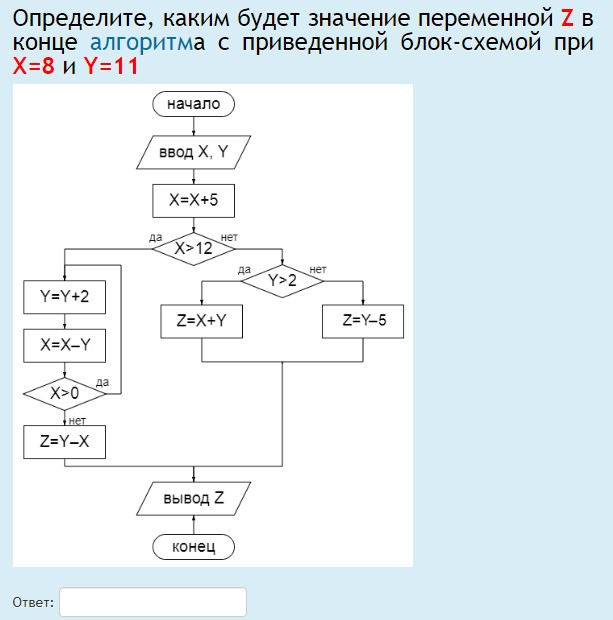 Определите, каким будет значение переменной Z в
конце алгоритма с приведенной блок-схемой при
X=8 и Y=11
начало
ввод X, Y
X=X+5
да
X>12
нет
да
Y>2
нет
Y=Y+2
Z=X+Y
Z=Y–5
X=X–Y
X>0
да
нет
Z=Y–X
вывод Z
конец
Ответ: